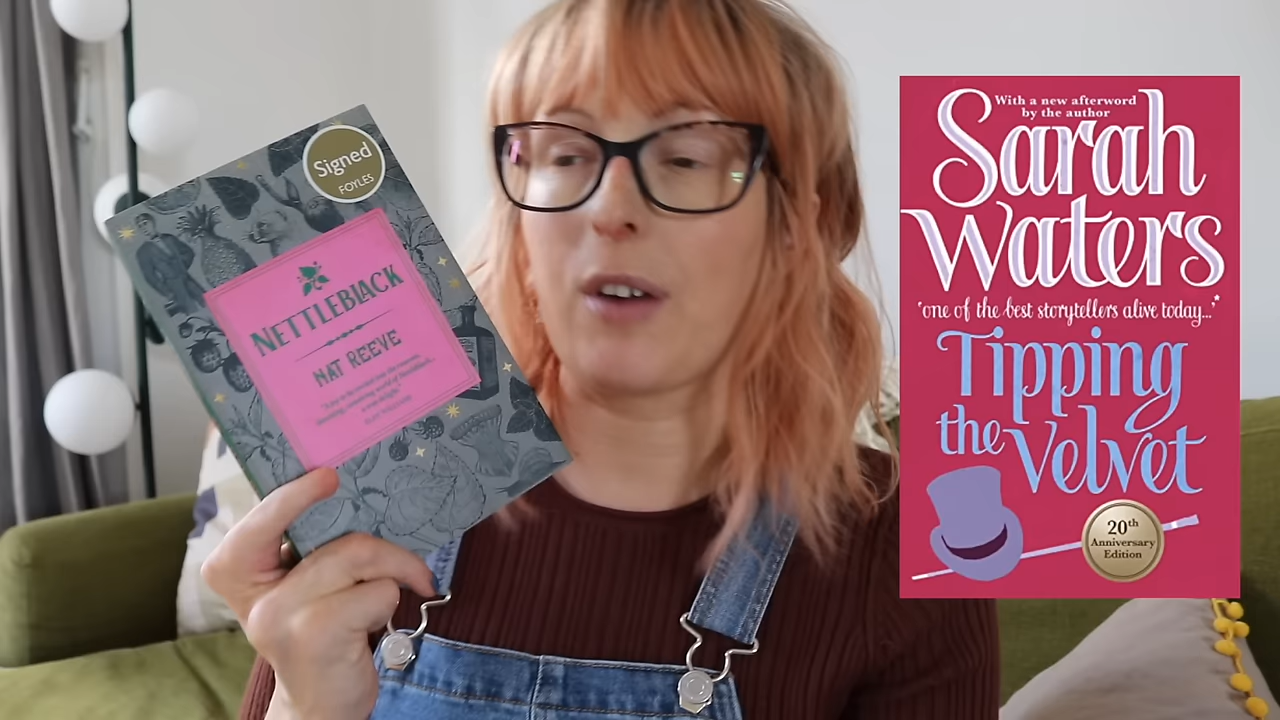 Signed
FOYLES
NETTLEBLACK
NAT REEVE
With a new afterword
by the author
Sarah
Waters
'one of the best storytellers alive today...'*
Tipping
the Velvet
20th
Anniversary
Edition